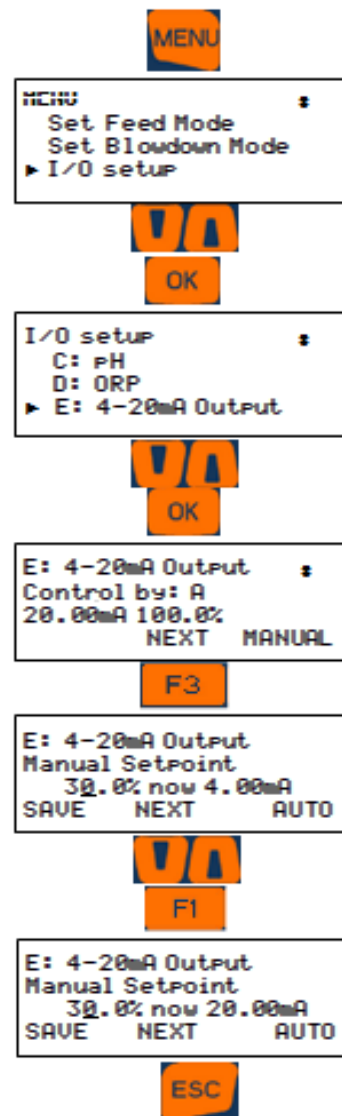 MENU
MENU
Set Feed Mode
Set Blowdown Mode
I/O setup
OK
I/O setup
C: pH
D: ORP
E: 4-20mA Output
OK
E: 4-20mA Output
Control by: A
20.00mA 100.0%
NEXT MANUAL
F3
E: 4-20mA Output
Manual Setpoint
30.0% now 4.00mA
SAVE NEXT AUTO
F1
E: 4-20mA Output
Manual Setpoint
30.0% now 20.00mA
SAVE NEXT AUTO
ESC